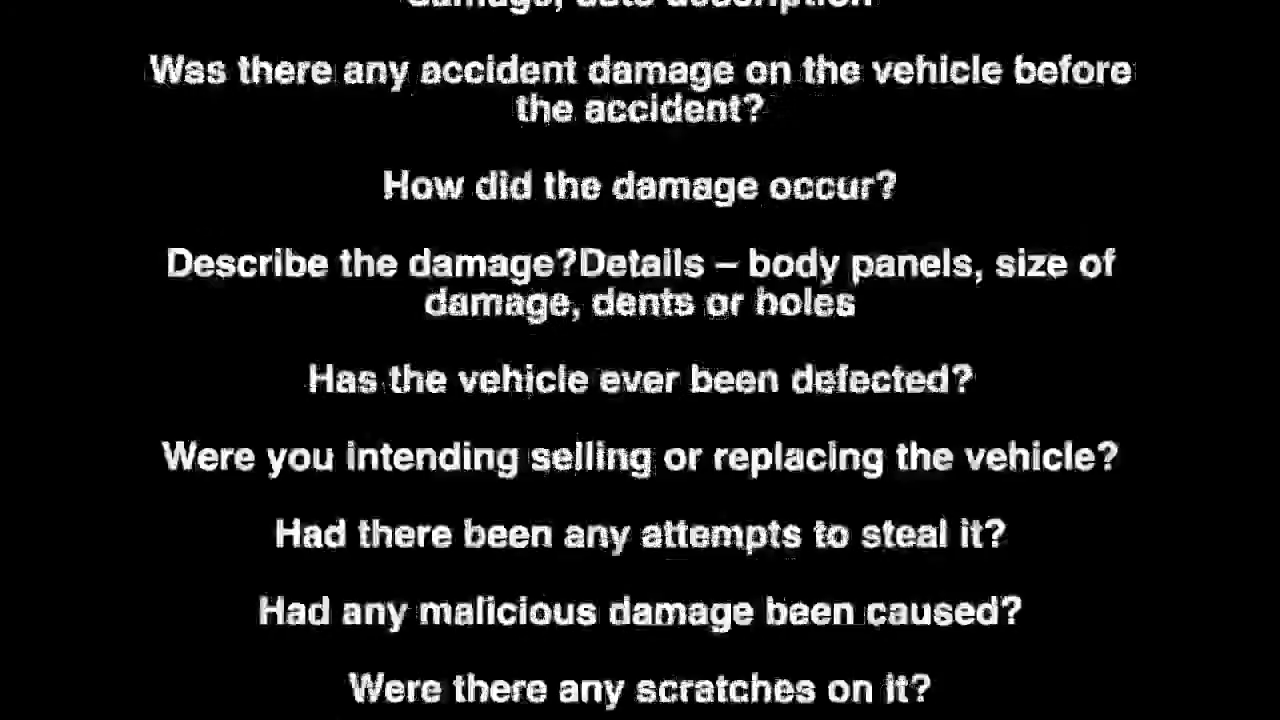 Damage, date description
Was there any accident damage on the vehicle before
the accident?
How did the damage occur?
Describe the damage?Details – body panels, size of
damage, dents or holes
Has the vehicle ever been defected?
Were you intending selling or replacing the vehicle?
Had there been any attempts to steal it?
Had any malicious damage been caused?
Were there any scratches on it?